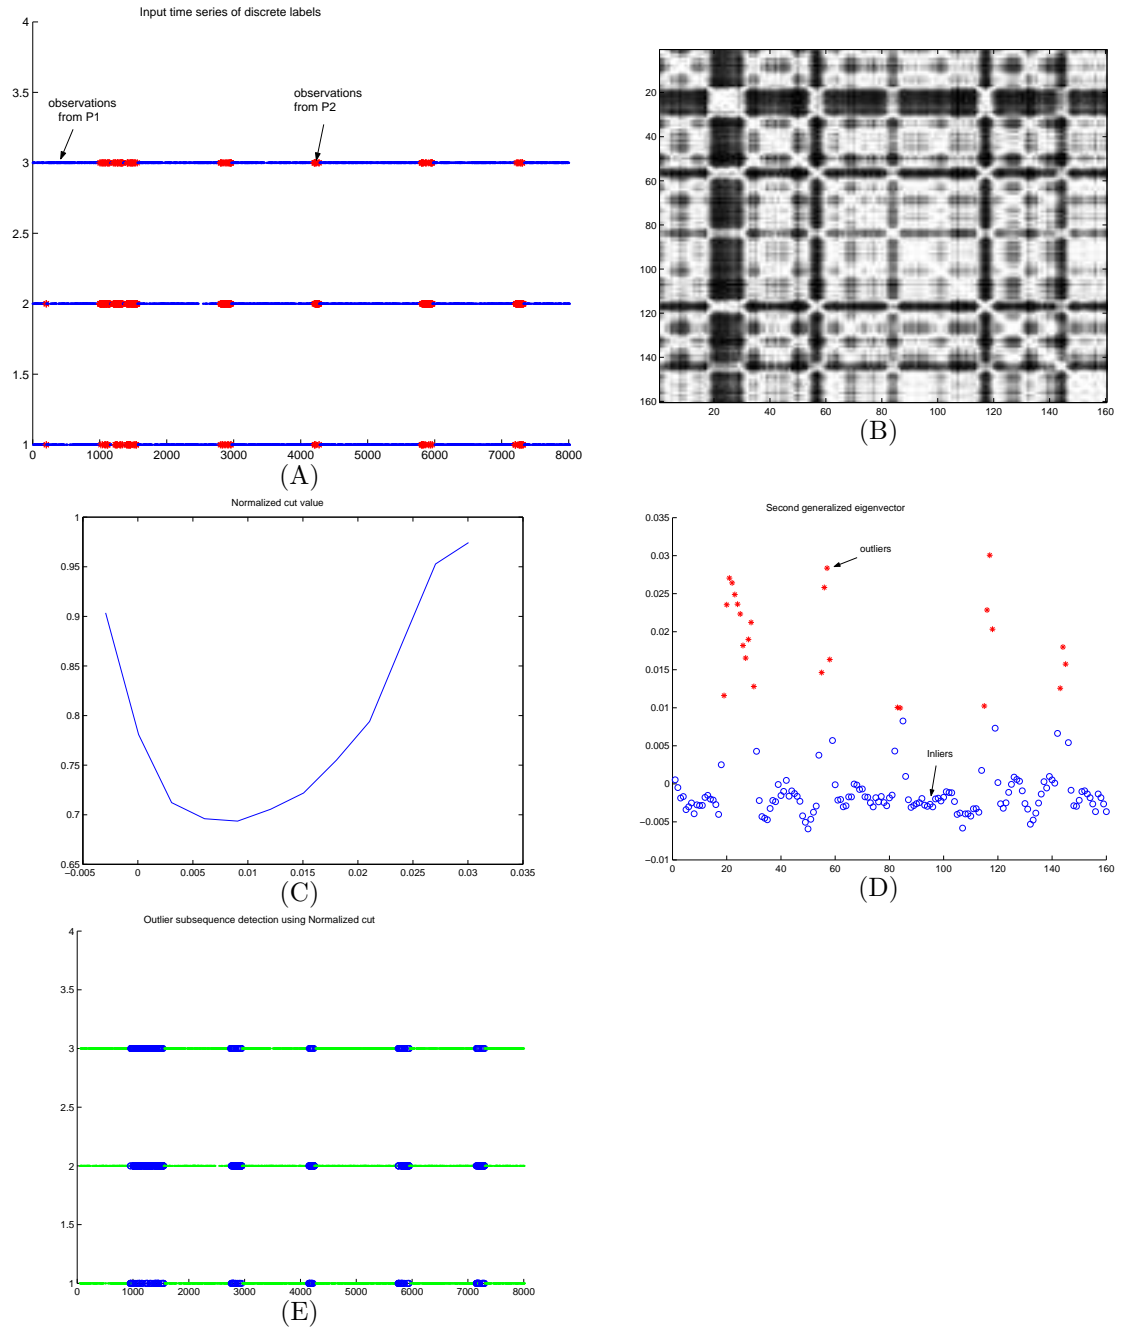 Input time series of discrete labels
4
3.5
3
2.5
2
1.5
1
observations
from P1
observations
from P2
0 1000 2000 3000 4000 5000 6000 7000 8000
(A)
20
40
60
80
100
120
140
160
20 40 60 80 100 120 140 160
(B)
Normalized cut value
1
0.95
0.9
0.85
0.8
0.75
0.7
0.65
−0.005 0 0.005 0.01 0.015 0.02 0.025 0.03 0.035
(C)
Second generalized eigenvector
0.035
0.03
0.025
0.02
0.015
0.01
0.005
0
−0.005
−0.01
outliers
Inliers
0 20 40 60 80 100 120 140 160
(D)
Outlier subsequence detection using Normalized cut
4
3.5
3
2.5
2
1.5
1
0 1000 2000 3000 4000 5000 6000 7000 8000
(E)